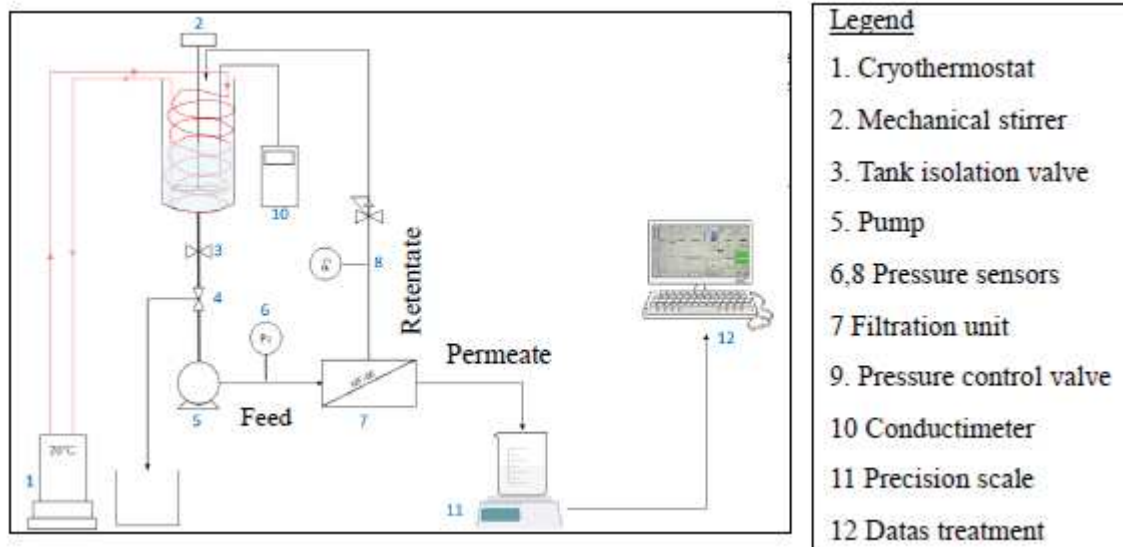 2
10
3
4
8
Retentate
6
Permeate
12
5
Feed
7
20°C
1
11
Legend
1. Cryothermostat
2. Mechanical stirrer
3. Tank isolation valve
5. Pump
6,8 Pressure sensors
7 Filtration unit
9. Pressure control valve
10 Conductimeter
11 Precision scale
12 Datas treatment